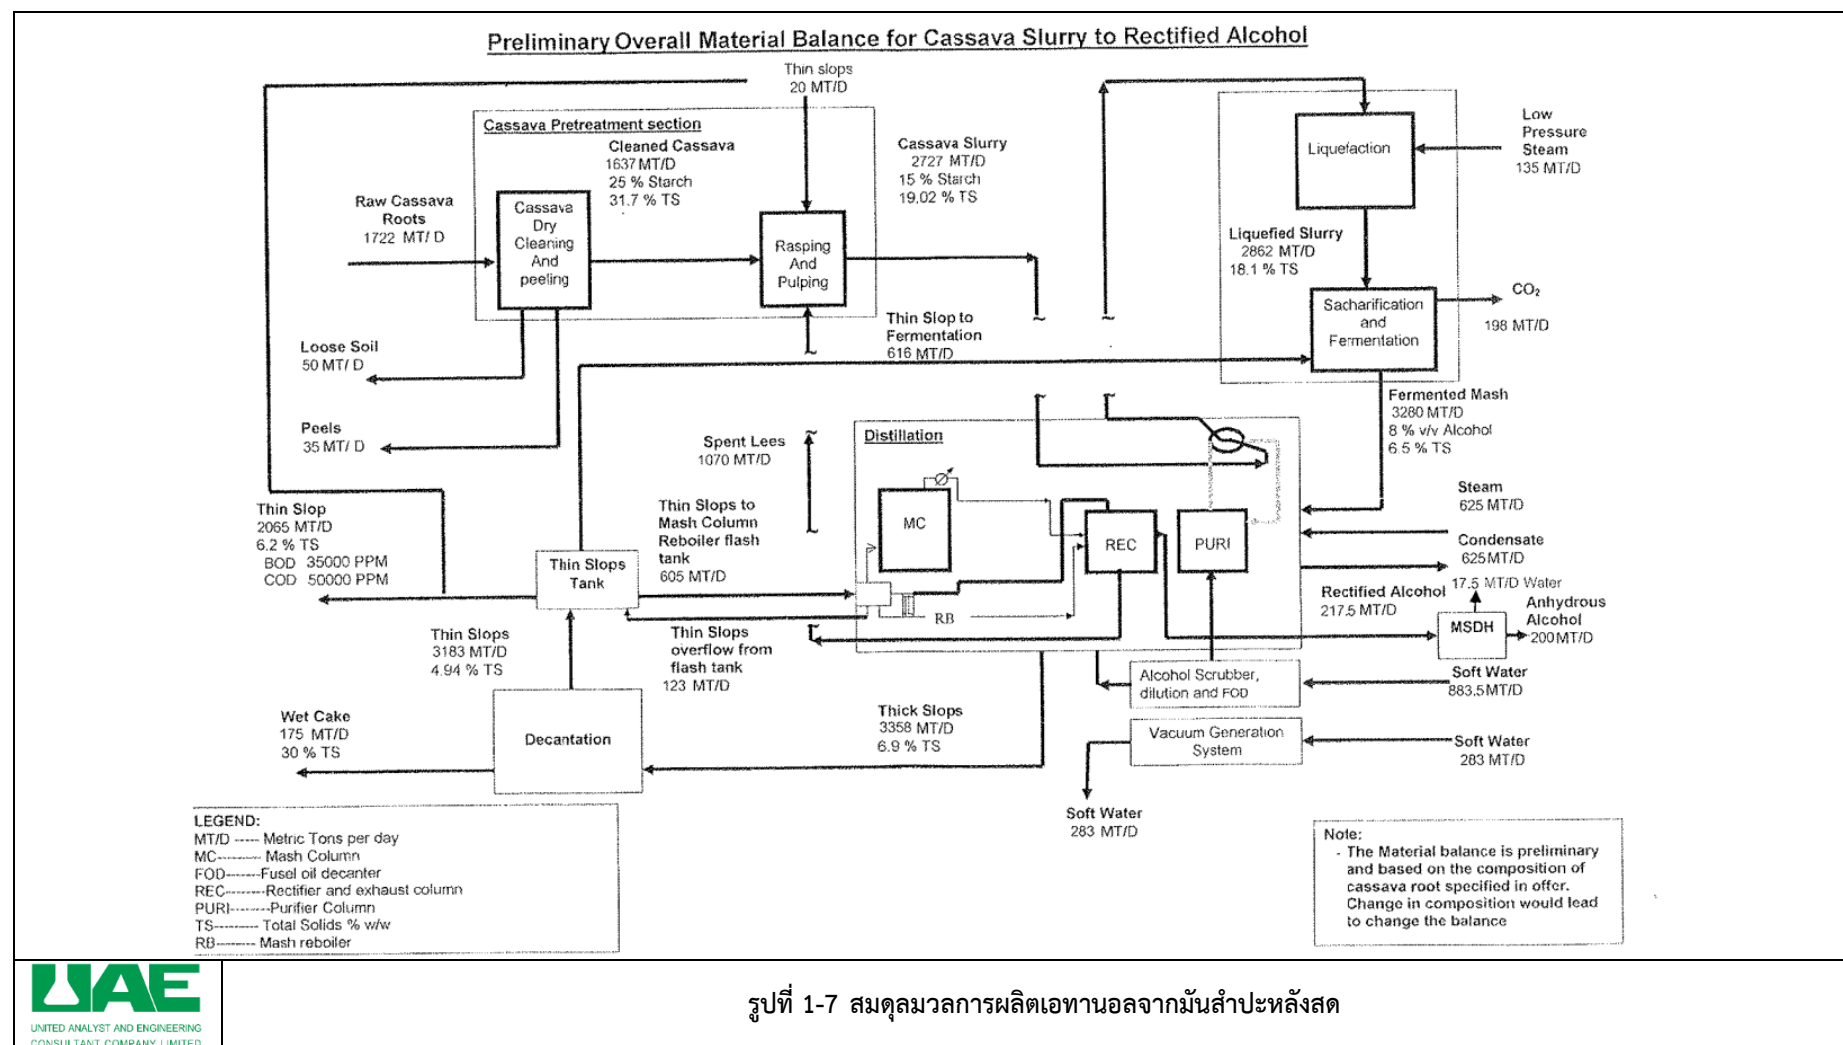 Preliminary Overall Material Balance for Cassava Slurry to Rectified Alcohol
Thin slops
20 MT/D
Cassava Pretreatment section
Cleaned Cassava
1637 MT/D
25 % Starch
31.7 % TS
Cassava Slurry
2727 MT/D
15 % Starch
19.02 % TS
Raw Cassava
Roots
1722 MT/ D
Cassava
Dry
Cleaning
And
peeling
Rasping
And
Pulping
Liquefaction
Low
Pressure
Steam
135 MT/D
Liquefied Slurry
2862 MT/D
18.1 % TS
Sacharification
and
Fermentation
CO2
198 MT/D
Loose Soil
50 MT/ D
Peels
35 MT/ D
Thin Slop to
Fermentation
616 MT/D
Fermented Mash
3280 MT/D
8 % v/v Alcohol
6.5 % TS
Spent Lees
1070 MT/D
Distillation
MC
REC
PURI
RB
Steam
625 MT/D
Condensate
625MT/D
Thin Slop
2065 MT/D
6.2 % TS
BOD 35000 PPM
COD 50000 PPM
Thin Slops
Tank
Thin Slops to
Mash Column
Reboiler flash
tank
605 MT/D
Thin Slops
overflow from
flash tank
123 MT/D
Rectified Alcohol
217.5 MT/D
17.5 MT/D Water
MSDH
Anhydrous
Alcohol
200MT/D
Thin Slops
3183 MT/D
4.94 % TS
Alcohol Scrubber,
dilution and FOD
Soft Water
883.5MT/D
Wet Cake
175 MT/D
30 % TS
Decantation
Thick Slops
3358 MT/D
6.9 % TS
Vacuum Generation
System
Soft Water
283 MT/D
Soft Water
283 MT/D
LEGEND:
MT/D ----- Metric Tons per day
MC--------- Mash Column
FOD-------Fusel oil decanter
REC--------Rectifier and exhaust column
PURI--------Purifier Column
TS--------- Total Solids % w/w
RB-------- Mash reboiler
Note:
- The Material balance is preliminary
and based on the composition of
cassava root specified in offer.
Change in composition would lead
to change the balance
UAE
UNITED ANALYST AND ENGINEERING
CONSULTANT COMPANY LIMITED
รูปที่ 1-7 สมดุลมวลการผลิตเอทานอลจากมันสำปะหลังสด